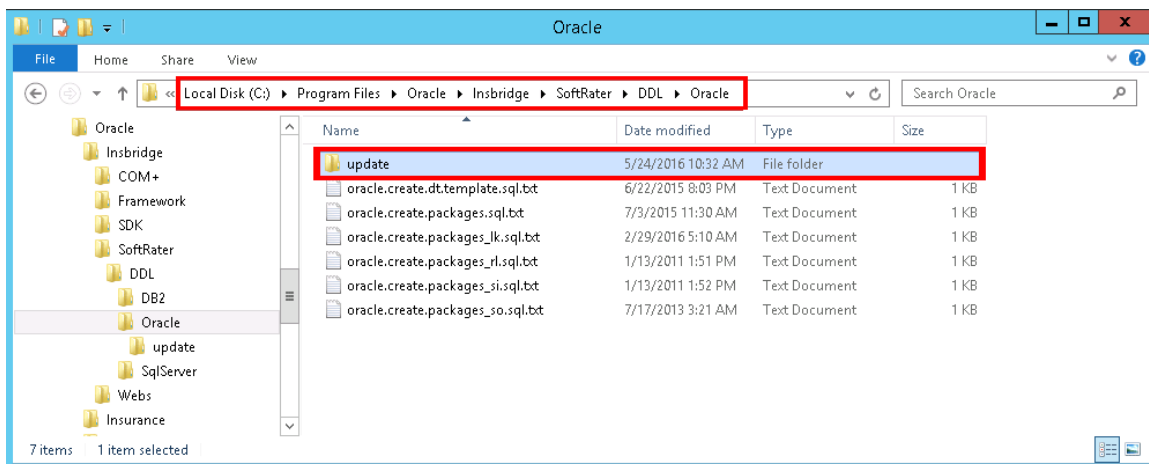 Oracle
File Home Share View
« Local Disk (C:) ▸ Program Files ▸ Oracle ▸ Insbridge ▸ SoftRater ▸ DDL ▸ Oracle Search Oracle
Oracle
Insbridge
COM+
Framework
SDK
SoftRater
DDL
DB2
Oracle
update
SqlServer
Webs
Insurance
Name Date modified Type Size
update 5/24/2016 10:32 AM File folder
oracle.create.dt.template.sql.txt 6/22/2015 8:03 PM Text Document 1 KB
oracle.create.packages.sql.txt 7/3/2015 11:30 AM Text Document 1 KB
oracle.create.packages_lk.sql.txt 2/29/2016 5:10 AM Text Document 1 KB
oracle.create.packages_rl.sql.txt 1/13/2011 1:51 PM Text Document 1 KB
oracle.create.packages_si.sql.txt 1/13/2011 1:52 PM Text Document 1 KB
oracle.create.packages_so.sql.txt 7/17/2013 3:21 AM Text Document 1 KB
7 items 1 item selected